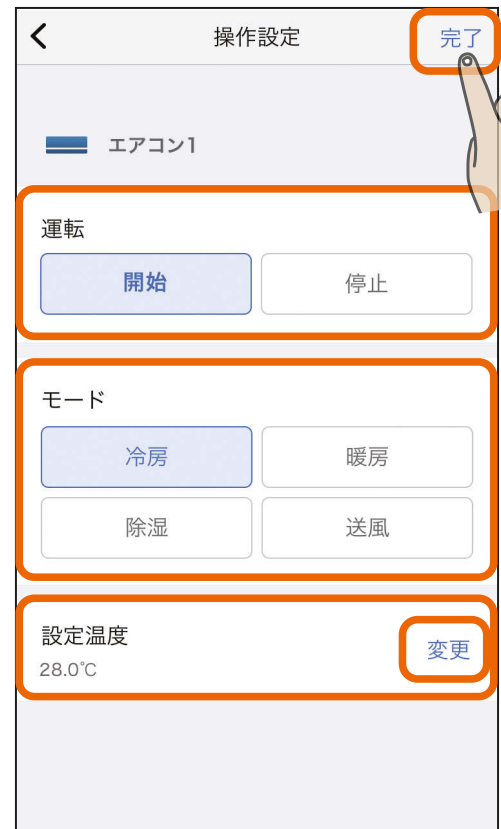 操作設定 完了
エアコン1
運転
開始 停止
モード
冷房 暖房
除湿 送風
設定温度
変更
28.0℃